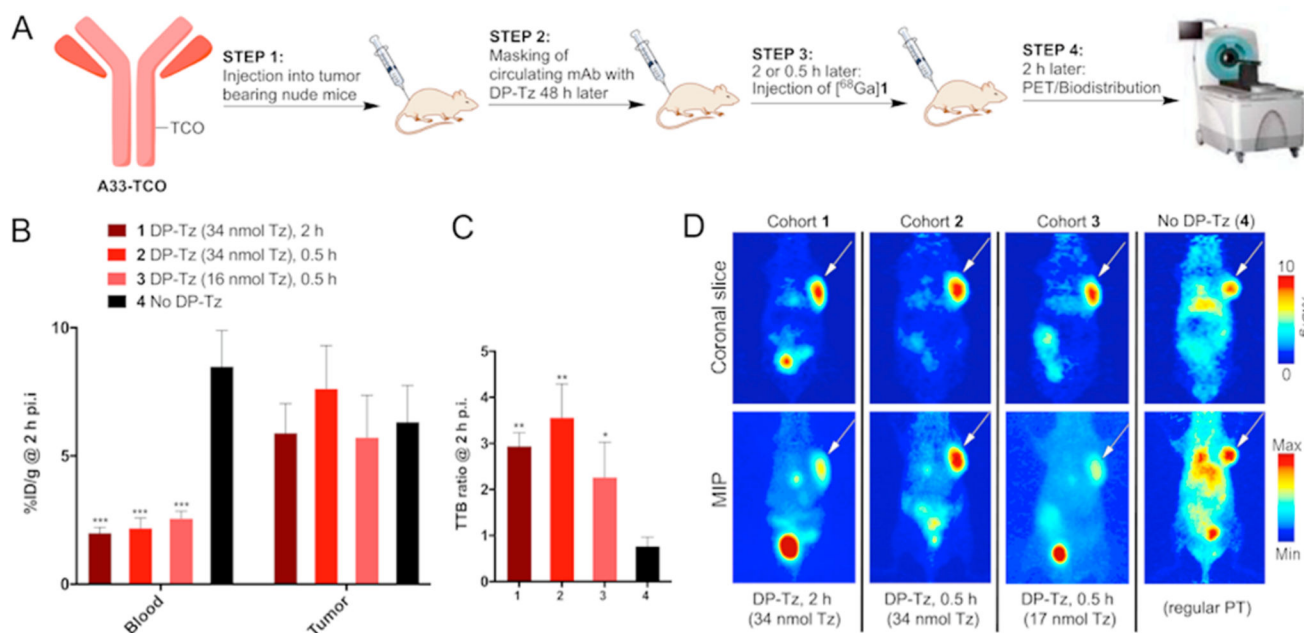 A
STEP 1:
Injection into tumor
bearing nude mice
STEP 2:
Masking of
circulating mAb with
DP-Tz 48 h later
STEP 3:
2 or 0.5 h later:
Injection of [⁶⁸Ga]1
STEP 4:
2 h later:
PET/Biodistribution
TCO
A33-TCO
B
1 DP-Tz (34 nmol Tz), 2 h
2 DP-Tz (34 nmol Tz), 0.5 h
3 DP-Tz (16 nmol Tz), 0.5 h
4 No DP-Tz
%ID/g @ 2 h pi.i
10
5
0
***
***
***
Blood
Tumor
C
TTB ratio @ 2 h p.i.
5
4
3
2
1
0
**
**
*
1
2
3
4
D
Cohort 1
Cohort 2
Cohort 3
No DP-Tz (4)
Coronal slice
10
0
MIP
Max
Min
DP-Tz, 2 h
(34 nmol Tz)
DP-Tz, 0.5 h
(34 nmol Tz)
DP-Tz, 0.5 h
(17 nmol Tz)
(regular PT)